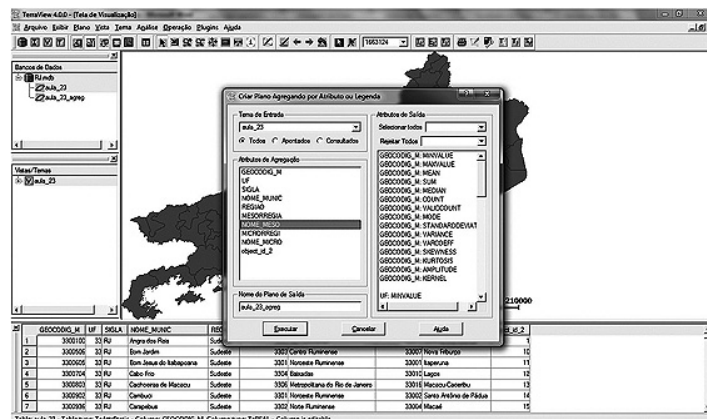 TerraView 4.0.0 - [Tela de Visualização]
Arquivo Exibir Plano Vista Tema Análise Operação Plugins Ajuda
1663124
Bancos de Dados
RJ.mdb
aula_23
aula_23_agreg
Vistas/Temas
aula_23
Criar Plano Agregando por Atributo ou Legenda
Tema de Entrada
aula_23
Todos Apontados Consultados
Atributos de Agregação
GEOCODIG_M
UF
SIGLA
NOME_MUNIC
REGIAO
MESORREGIA
NOME_MESO
MICRORREGI
NOME_MICRO
object_id_2
Nome do Plano de Saída
aula_23_agreg
Atributos de Saída
Selecionar todos
Rejeitar Todos
GEOCODIG_M: MINVALUE
GEOCODIG_M: MAXVALUE
GEOCODIG_M: MEAN
GEOCODIG_M: SUM
GEOCODIG_M: MEDIAN
GEOCODIG_M: COUNT
GEOCODIG_M: VALIDCOUNT
GEOCODIG_M: MODE
GEOCODIG_M: STANDARDDEVIAT
GEOCODIG_M: VARIANCE
GEOCODIG_M: VARCOEFF
GEOCODIG_M: SKEWNESS
GEOCODIG_M: KURTOSIS
GEOCODIG_M: AMPLITUDE
GEOCODIG_M: KERNEL
UF: MINVALUE
Executar Cancelar Ajuda
210000
GEOCODIG_M UF SIGLA NOME_MUNIC
1 3300100 33 RJ Angra dos Reis 1
2 3300506 33 RJ Bom Jardim Sudeste 3303 Centro Fluminense 33007 Nova Friburgo 10
3 3300605 33 RJ Bom Jesus do Itabapoana Sudeste 3301 Noroeste Fluminense 33001 Itaperuna 11
4 3300704 33 RJ Cabo Frio Sudeste 3304 Baixadas 33010 Lagos 12
5 3300803 33 RJ Cachoeiras de Macacu Sudeste 3306 Metropolitana do Rio de Janeiro 33016 Macacu-Caceribu 13
6 3300902 33 RJ Cambuci Sudeste 3301 Noroeste Fluminense 33002 Santo Antônio de Pádua 14
7 3300936 33 RJ Carapebus Sudeste 3302 Norte Fluminense 33004 Macaé 15